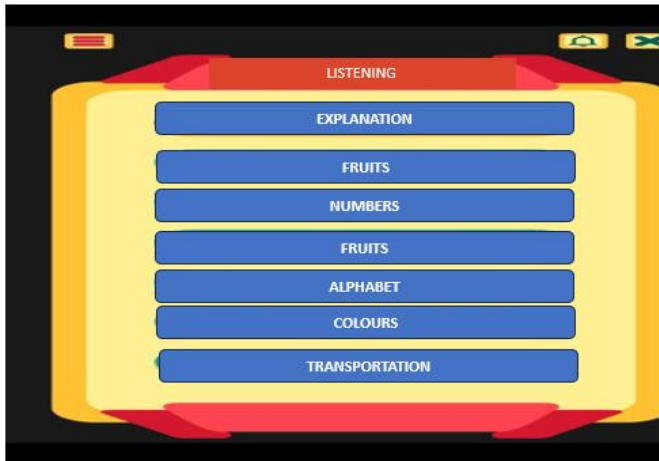 LISTENING
EXPLANATION
FRUITS
NUMBERS
FRUITS
ALPHABET
COLOURS
TRANSPORTATION